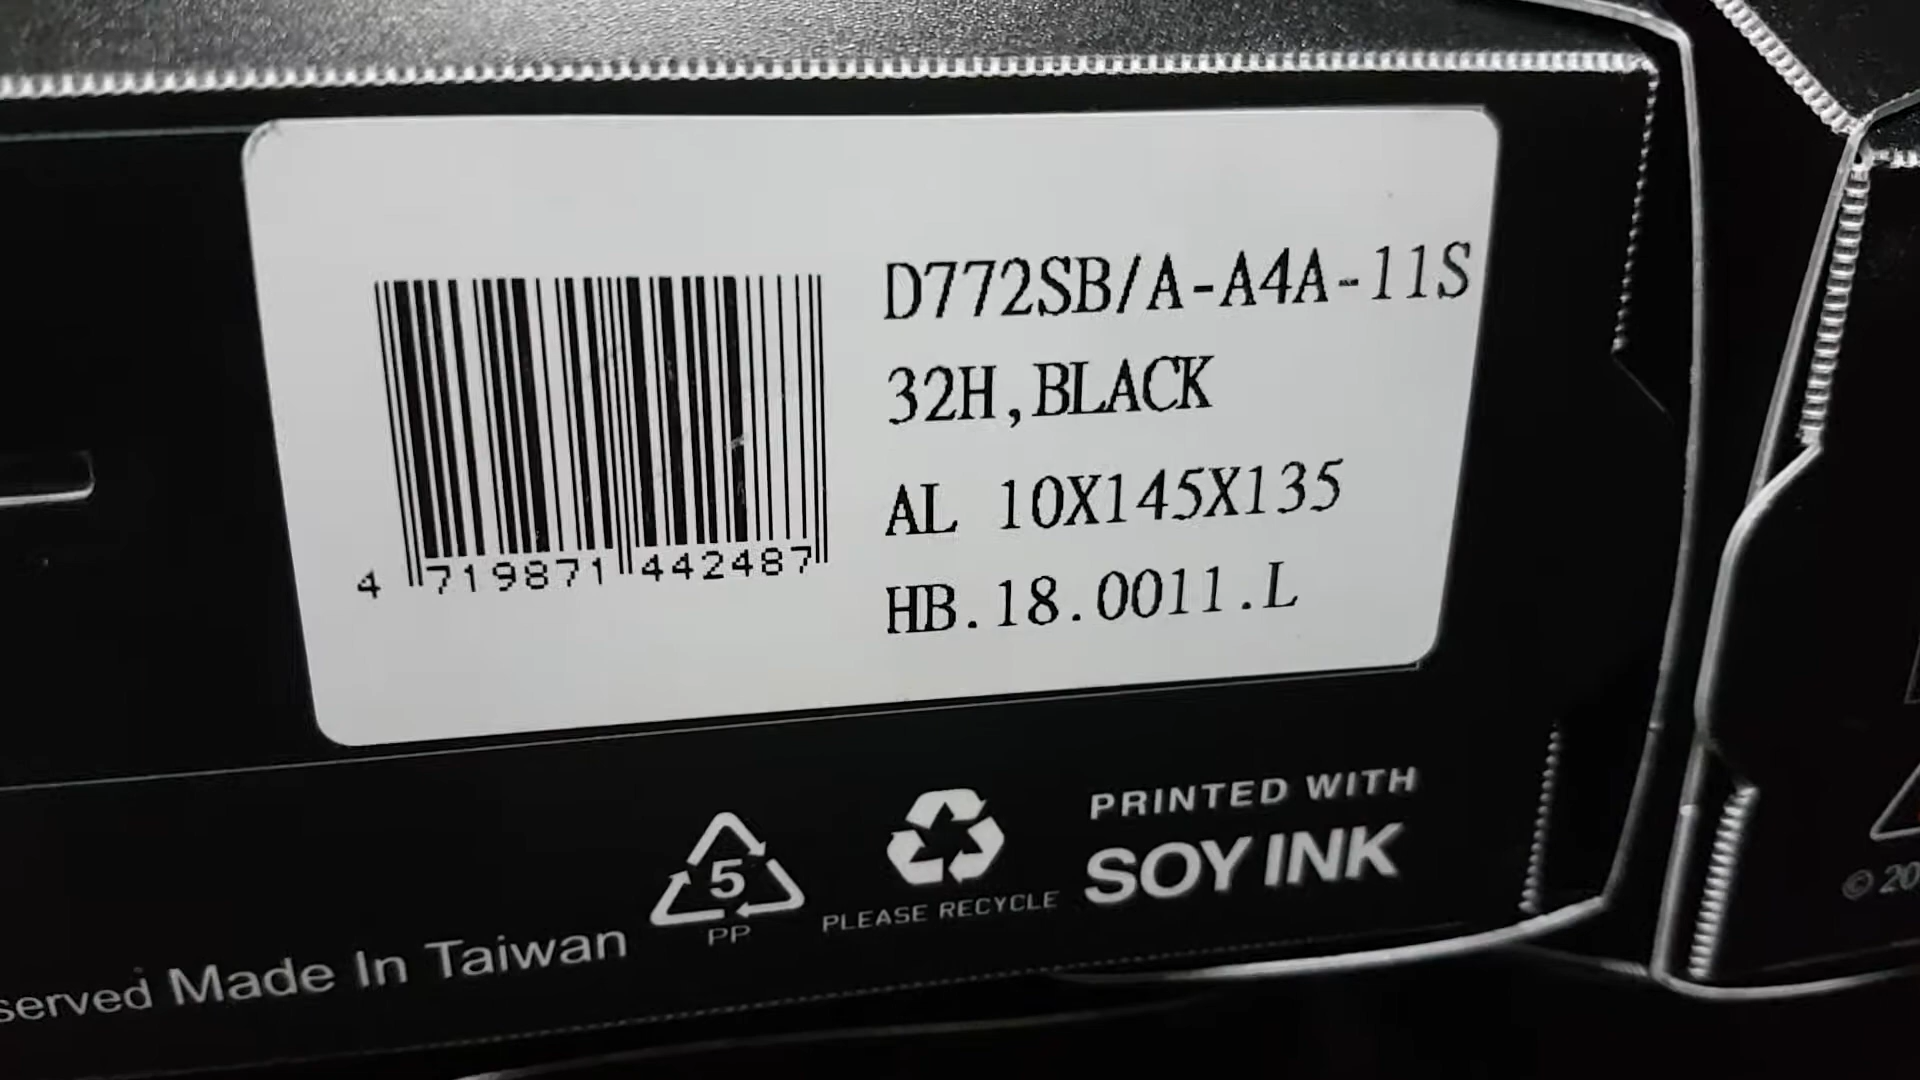 D772SB/A-A4A-11S
32H,BLACK
AL 10X145X135
HB.18.0011.L
4 719871 442487
PRINTED WITH
SOY INK
5
PP
PLEASE RECYCLE
served Made In Taiwan
© 20